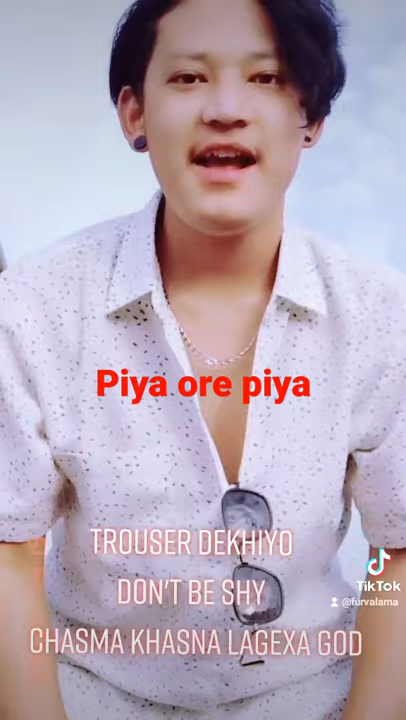 Piya ore piya
TROUSER DEKHIYO
DON'T BE SHY
CHASMA KHASNA LAGEXA GOD
TikTok
@furvalama